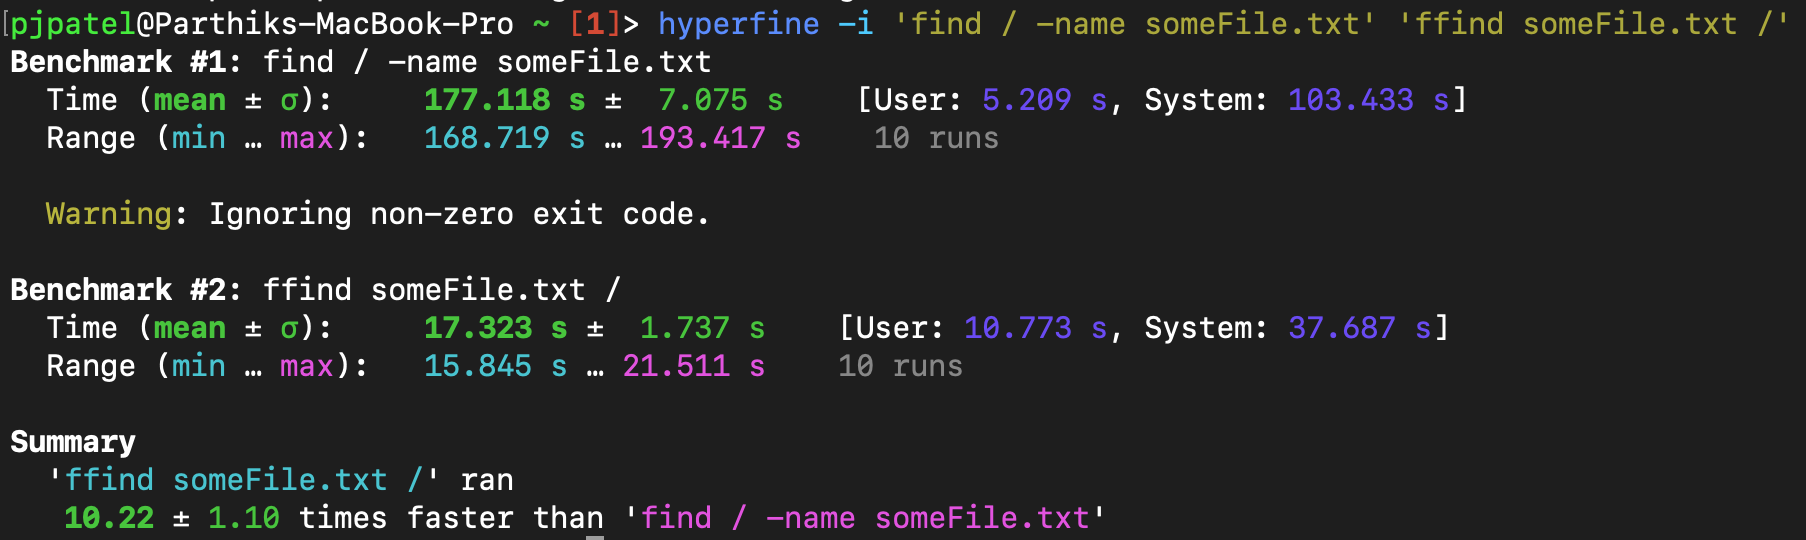 [pjpatel@Parthiks-MacBook-Pro ~ [1]> hyperfine -i 'find / -name someFile.txt' 'ffind someFile.txt /'
Benchmark #1: find / -name someFile.txt
Time (mean ± σ): 177.118 s ± 7.075 s [User: 5.209 s, System: 103.433 s]
Range (min … max): 168.719 s … 193.417 s 10 runs
Warning: Ignoring non-zero exit code.
Benchmark #2: ffind someFile.txt /
Time (mean ± σ): 17.323 s ± 1.737 s [User: 10.773 s, System: 37.687 s]
Range (min … max): 15.845 s … 21.511 s 10 runs
Summary
'ffind someFile.txt /' ran
10.22 ± 1.10 times faster than 'find / -name someFile.txt'